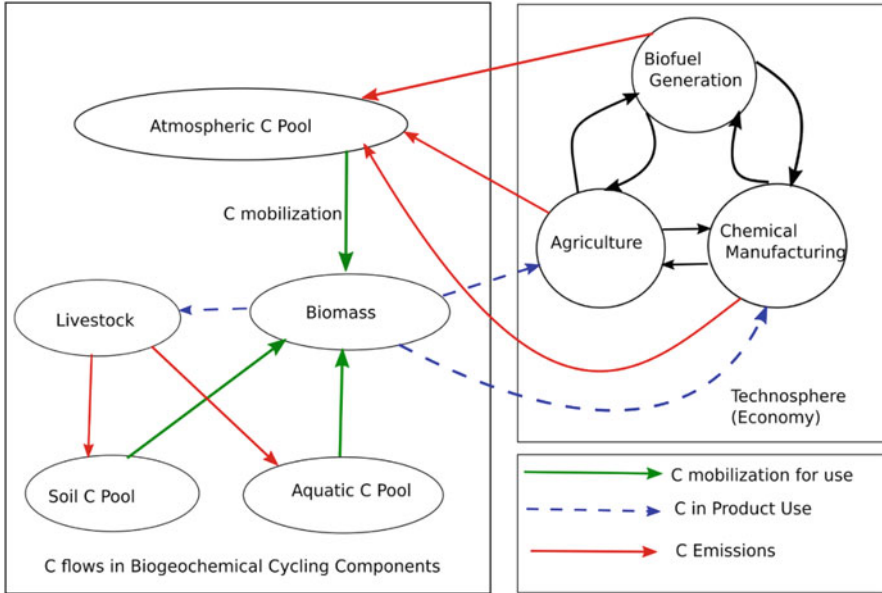 Atmospheric C Pool
C mobilization
Livestock
Biomass
Soil C Pool
Aquatic C Pool
C flows in Biogeochemical Cycling Components
Biofuel
Generation
Agriculture
Chemical
Manufacturing
Technosphere
(Economy)
C mobilization for use
C in Product Use
C Emissions